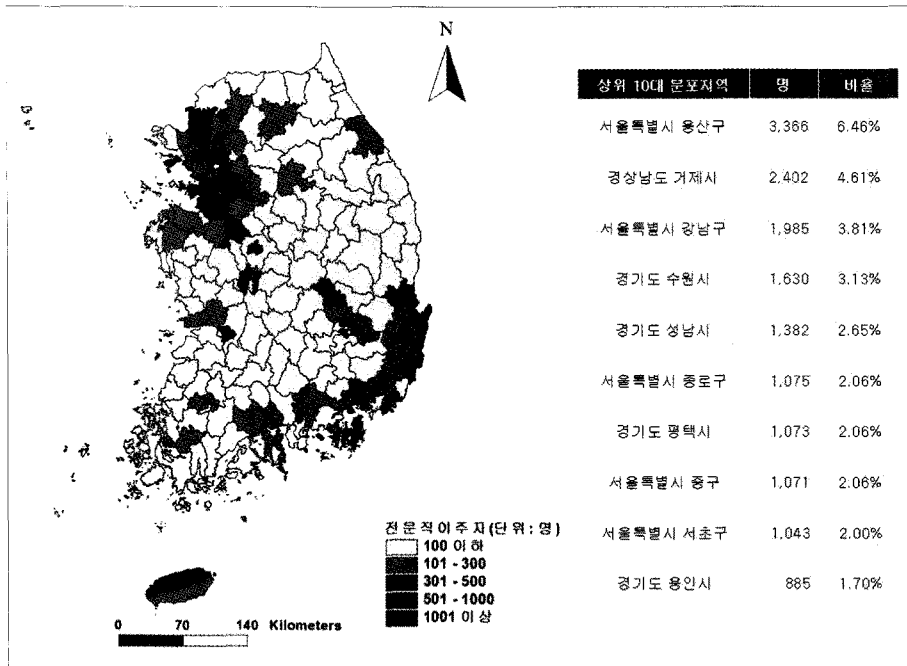 N
상위 10대 분포지역 명 비율
서울특별시 용산구 3,366 6.46%
경상남도 거제시 2,402 4.61%
서울특별시 강남구 1,985 3.81%
경기도 수원시 1,630 3.13%
경기도 성남시 1,382 2.65%
서울특별시 종로구 1,075 2.06%
경기도 평택시 1,073 2.06%
서울특별시 중구 1,071 2.06%
서울특별시 서초구 1,043 2.00%
경기도 용인시 885 1.70%
전문직이주자(단위:명)
100 이하
101 - 300
301 - 500
501 - 1000
1001 이상
0 70 140 Kilometers